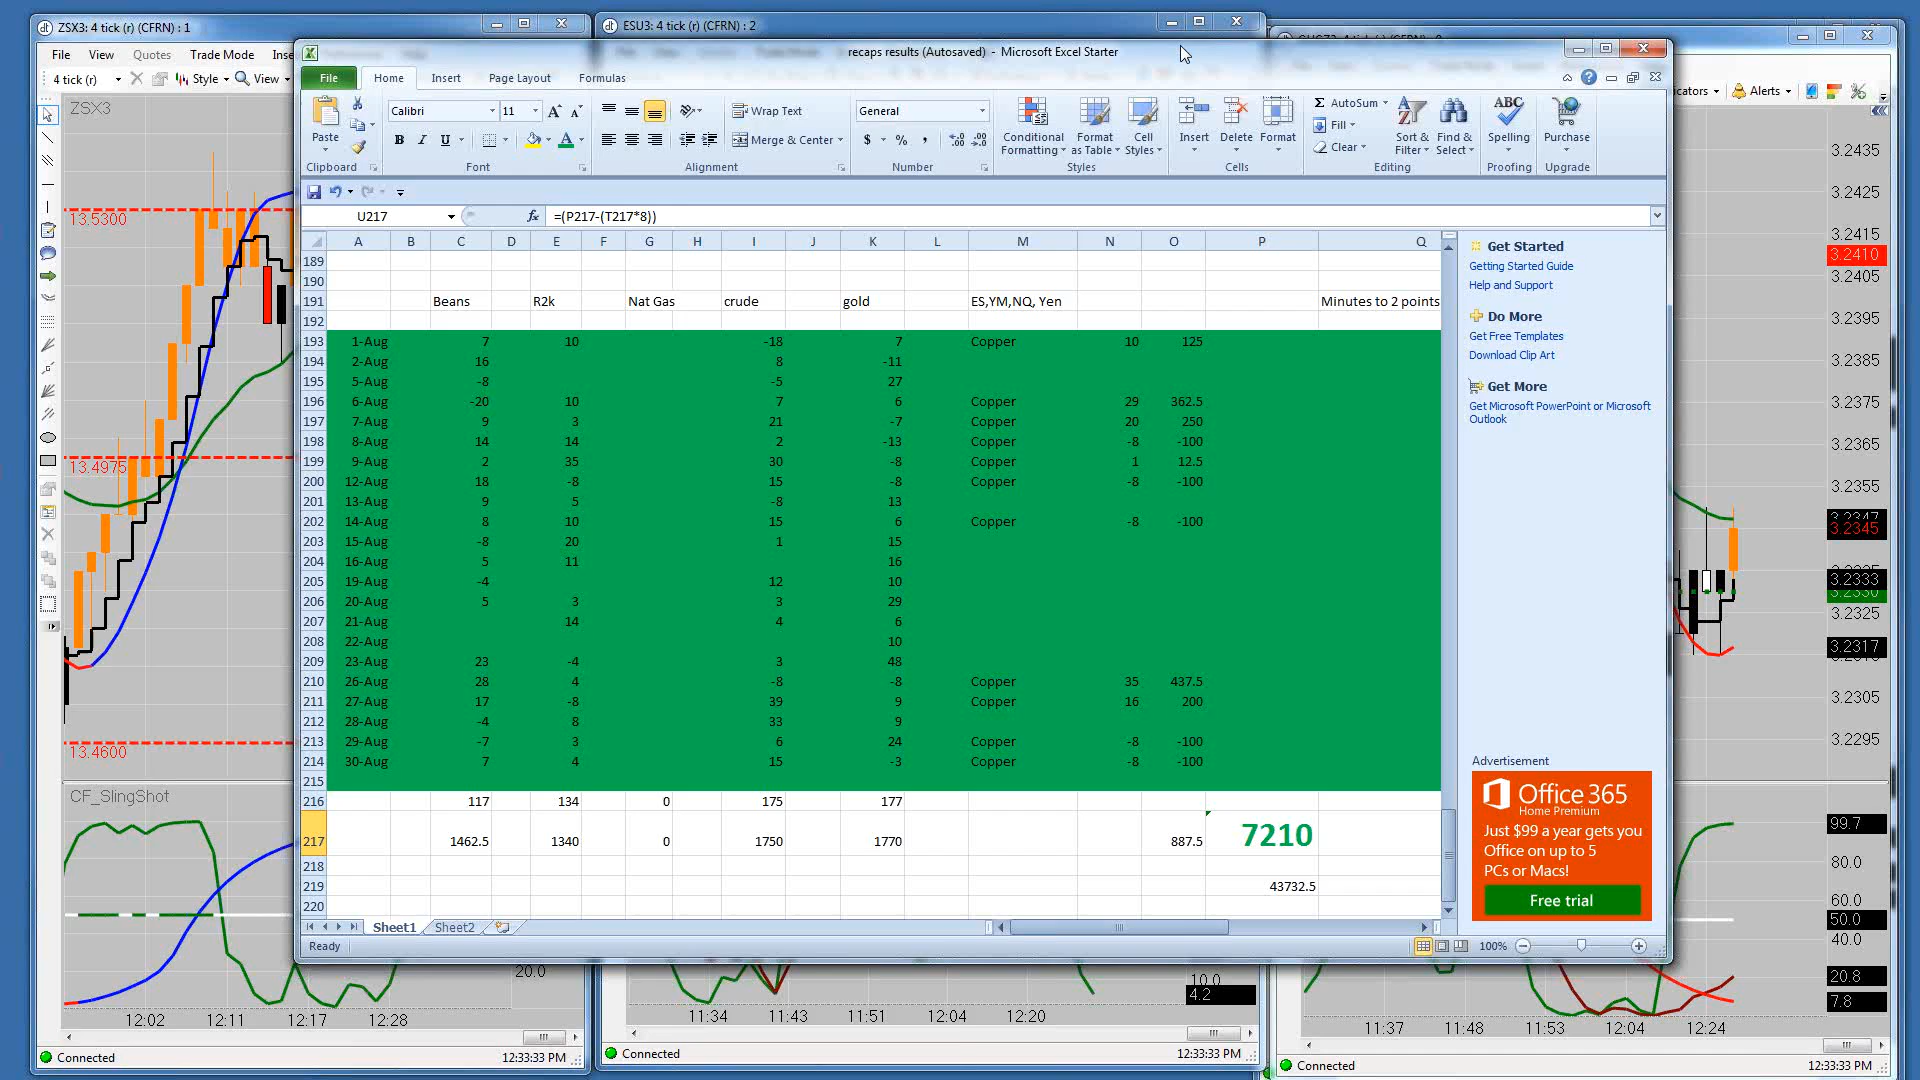 ZSX3: 4 tick (r) (CFRN) : 1
ESU3: 4 tick (r) (CFRN) : 2
File View Quotes Trade Mode
4 tick (r) Style View
ZSX3
13.5300
13.4975
13.4600
CF_SlingShot
12:02 12:11 12:17 12:28
20.0
Connected 12:33:33 PM
recaps results (Autosaved) - Microsoft Excel Starter
File Home Insert Page Layout Formulas
Paste
Clipboard
Calibri 11
B I U
Font
Wrap Text
Merge & Center
Alignment
General
$ % ,
Number
Conditional Formatting
Format as Table
Cell Styles
Styles
Insert Delete Format
Cells
Σ AutoSum
Fill
Clear
Sort & Filter
Find & Select
Editing
ABC
Spelling
Proofing
Purchase
Upgrade
U217 fx =(P217-(T217*8))
A B C D E F G H I J K L M N O P Q
189
190
191 Beans R2k Nat Gas crude gold ES,YM,NQ, Yen Minutes to 2 points
192
193 1-Aug 7 10 -18 7 Copper 10 125
194 2-Aug 16 8 -11
195 5-Aug -8 -5 27
196 6-Aug -20 10 7 6 Copper 29 362.5
197 7-Aug 9 3 21 -7 Copper 20 250
198 8-Aug 14 14 2 -13 Copper -8 -100
199 9-Aug 2 35 30 -8 Copper 1 12.5
200 12-Aug 18 -8 15 -8 Copper -8 -100
201 13-Aug 9 5 -8 13
202 14-Aug 8 10 15 6 Copper -8 -100
203 15-Aug -8 20 1 15
204 16-Aug 5 11 16
205 19-Aug -4 12 10
206 20-Aug 5 3 3 29
207 21-Aug 14 4 6
208 22-Aug 10
209 23-Aug 23 -4 3 48
210 26-Aug 28 4 -8 -8 Copper 35 437.5
211 27-Aug 17 -8 39 9 Copper 16 200
212 28-Aug -4 8 33 9
213 29-Aug -7 3 6 24 Copper -8 -100
214 30-Aug 7 4 15 -3 Copper -8 -100
215
216 117 134 0 175 177
217 1462.5 1340 0 1750 1770 887.5 7210
218
219 43732.5
220
Sheet1 Sheet2
Ready 100%
Get Started
Getting Started Guide
Help and Support
Do More
Get Free Templates
Download Clip Art
Get More
Get Microsoft PowerPoint or Microsoft
Outlook
Advertisement
Office 365
Home Premium
Just $99 a year gets you
Office on up to 5
PCs or Macs!
Free trial
10.0
4.2
11:34 11:43 11:51 12:04 12:20
Connected 12:33:33 PM
Alerts
3.2435
3.2425
3.2415
3.2410
3.2405
3.2395
3.2385
3.2375
3.2365
3.2355
3.2347
3.2345
3.2333
3.2330
3.2325
3.2317
3.2305
3.2295
99.7
80.0
60.0
50.0
40.0
20.8
7.8
11:37 11:48 11:53 12:04 12:24
Connected 12:33:33 PM